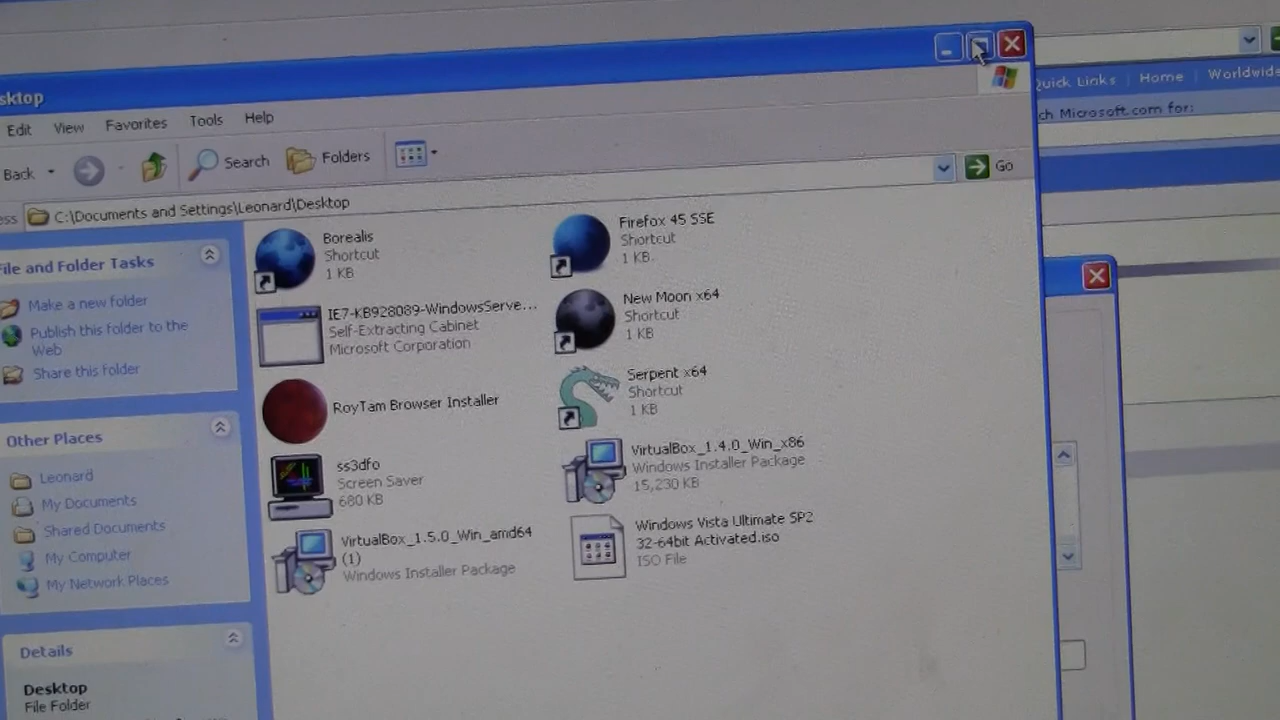 sktop
Edit View Favorites Tools Help
Back Search Folders
ess C:\Documents and Settings\Leonard\Desktop Go
Quick Links | Home | Worldwide
ch Microsoft.com for:
File and Folder Tasks
Make a new folder
Publish this folder to the
Web
Share this folder
Other Places
Leonard
My Documents
Shared Documents
My Computer
My Network Places
Details
Desktop
File Folder
Borealis
Shortcut
1 KB
Firefox 45 SSE
Shortcut
1 KB
IE7-KB928089-WindowsServe...
Self-Extracting Cabinet
Microsoft Corporation
New Moon x64
Shortcut
1 KB
RoyTam Browser Installer
Serpent x64
Shortcut
1 KB
ss3dfo
Screen Saver
680 KB
VirtualBox_1.4.0_Win_x86
Windows Installer Package
15,230 KB
VirtualBox_1.5.0_Win_amd64
(1)
Windows Installer Package
Windows Vista Ultimate SP2
32-64bit Activated.iso
ISO File